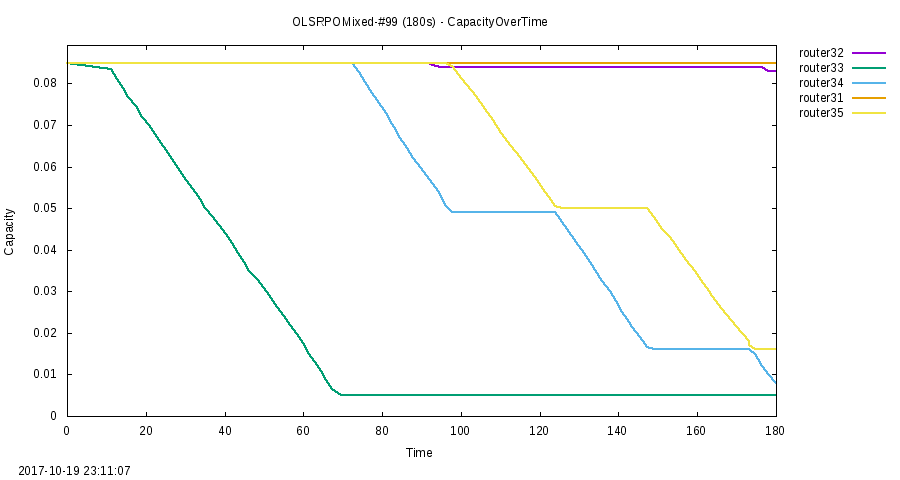 OLSRPOMixed-#99 (180s) - CapacityOverTime
router32
router33
router34
router31
router35
Capacity
0.08
0.07
0.06
0.05
0.04
0.03
0.02
0.01
0
0 20 40 60 80 100 120 140 160 180
Time
2017-10-19 23:11:07